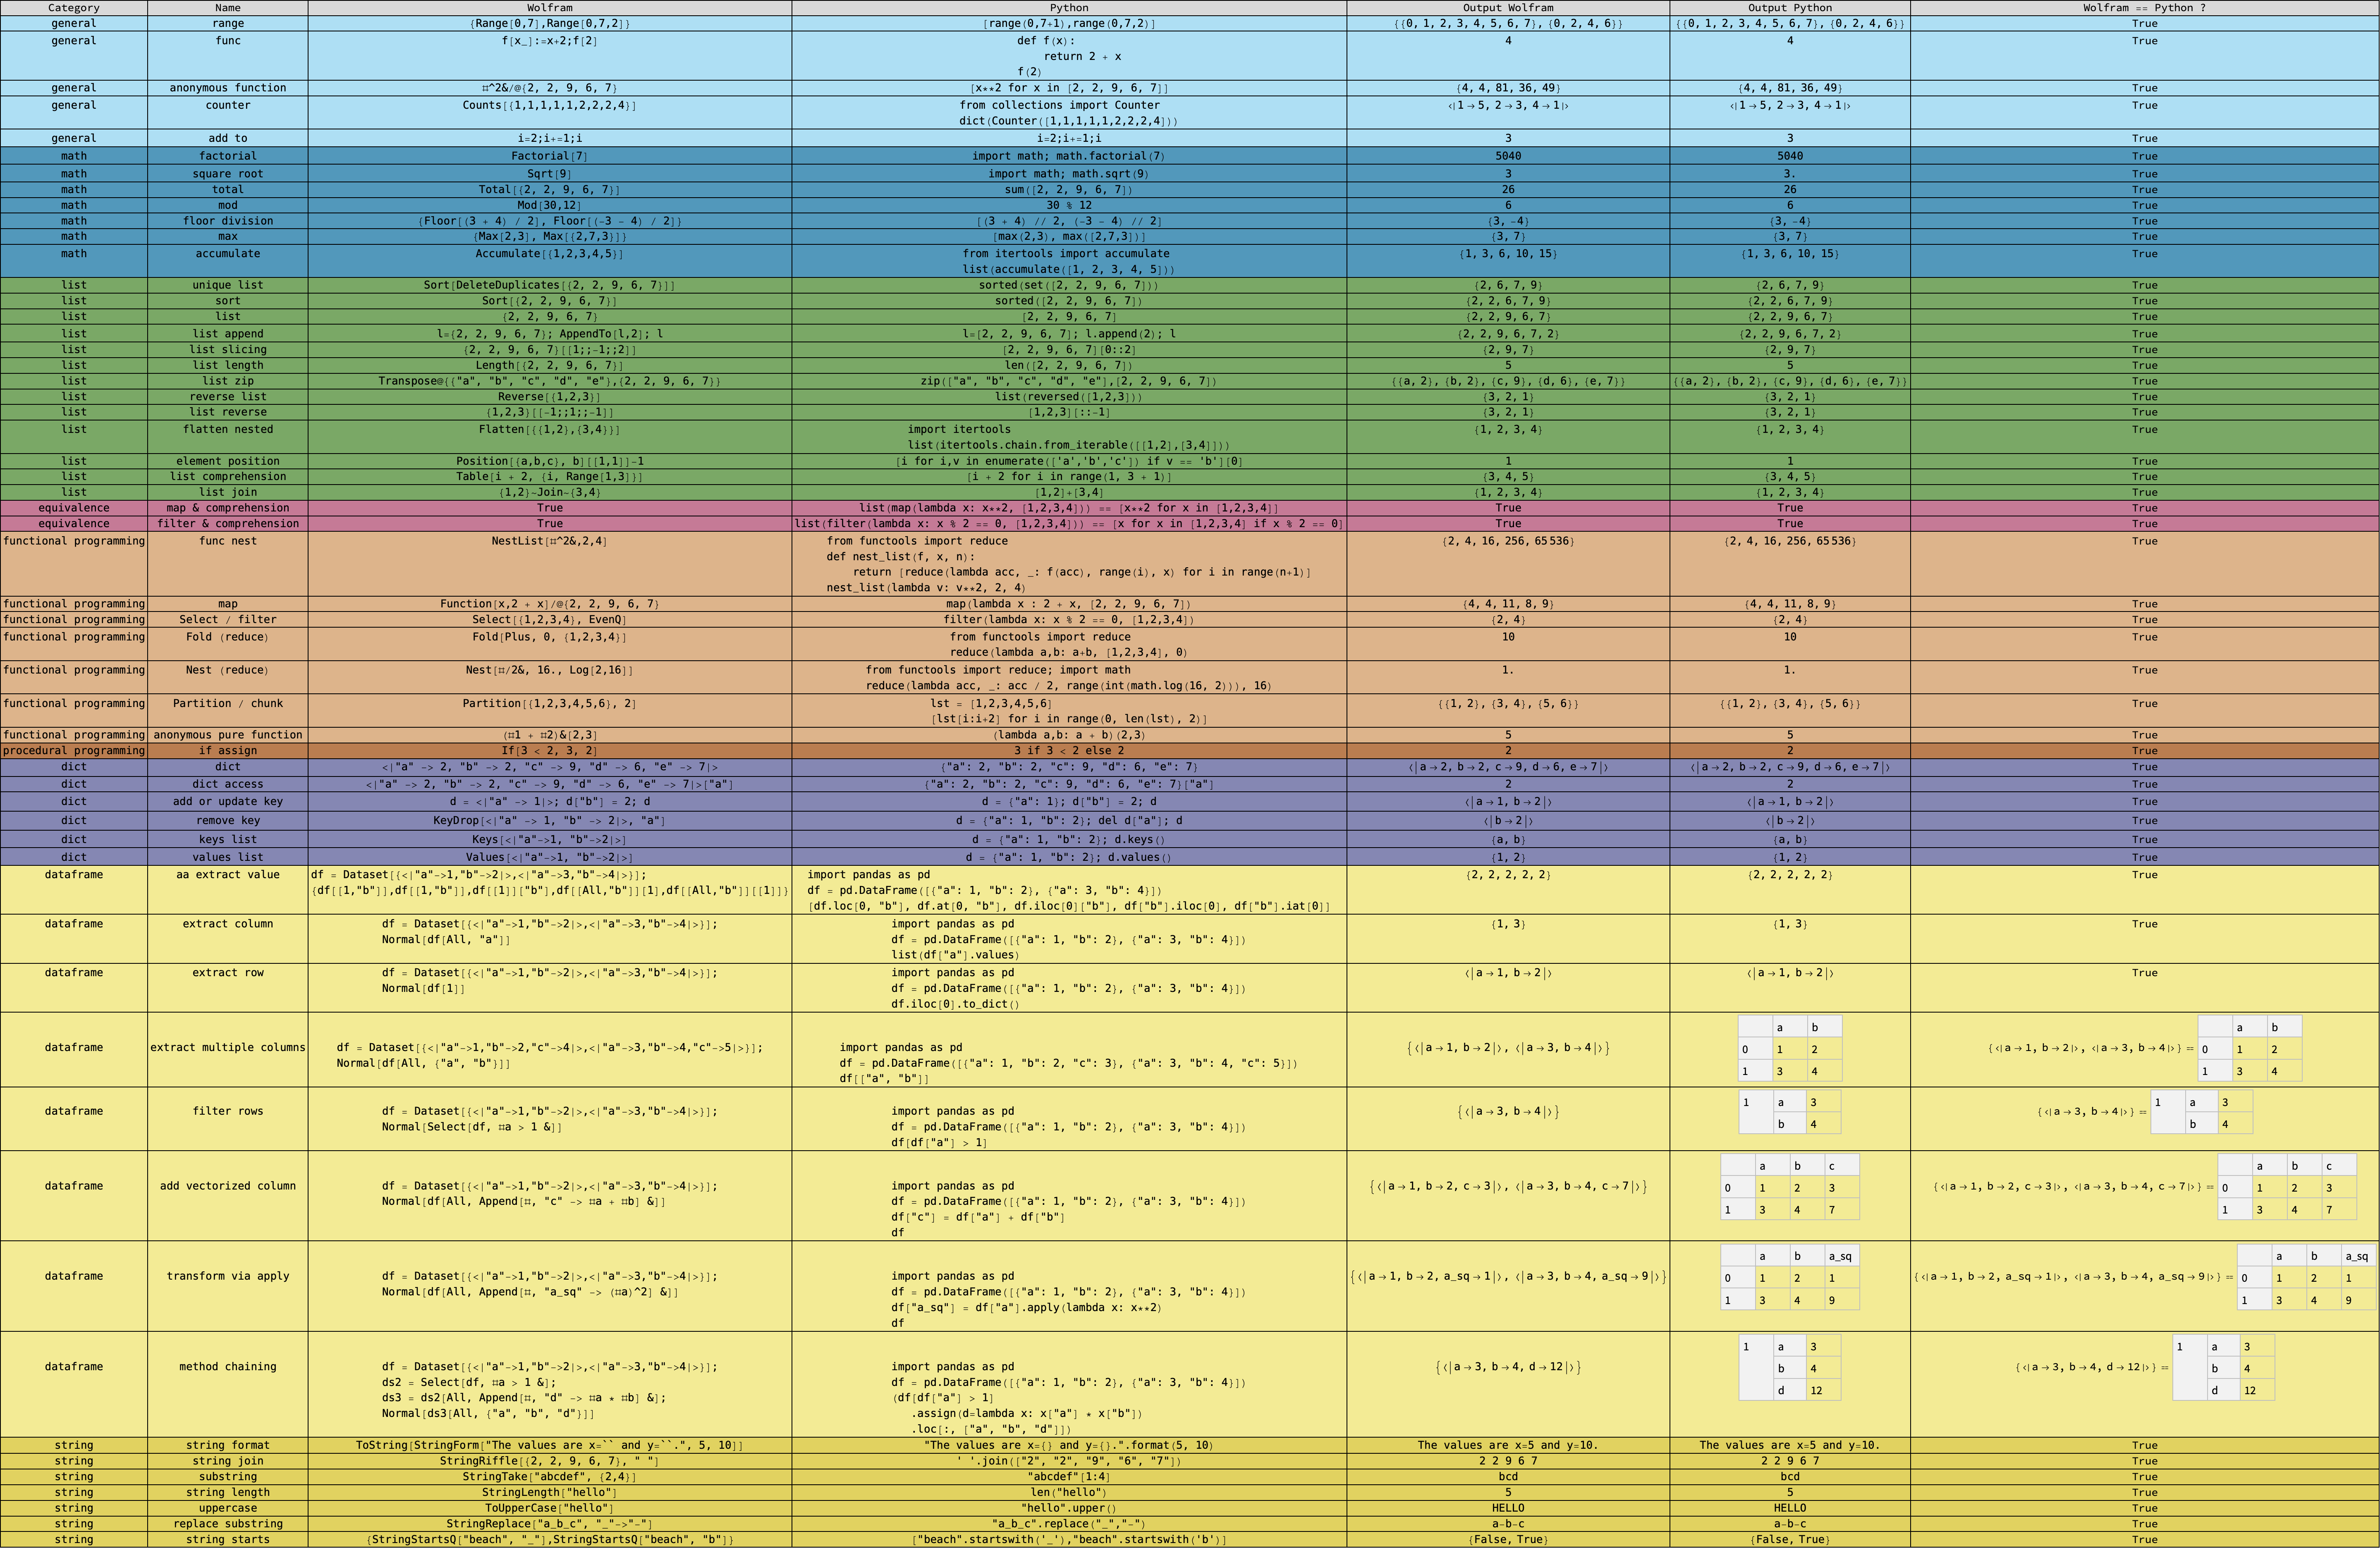 Category Name Wolfram Python Output Wolfram Output Python Wolfram == Python ?
general range {Range[0,7],Range[0,7,2]} [range(0,7+1),range(0,7,2)] {{0, 1, 2, 3, 4, 5, 6, 7}, {0, 2, 4, 6}} {{0, 1, 2, 3, 4, 5, 6, 7}, {0, 2, 4, 6}} True
general func f[x_]:=x+2;f[2] def f(x): 4 4 True
return 2 + x
f(2)
general anonymous function ⌗^2&/@{2, 2, 9, 6, 7} [x**2 for x in [2, 2, 9, 6, 7]] {4, 4, 81, 36, 49} {4, 4, 81, 36, 49} True
general counter Counts[{1,1,1,1,1,2,2,2,4}] from collections import Counter <|1→5, 2→3, 4→1|> <|1→5, 2→3, 4→1|> True
dict(Counter([1,1,1,1,1,2,2,2,4]))
general add to i=2;i+=1;i i=2;i+=1;i 3 3 True
math factorial Factorial[7] import math; math.factorial(7) 5040 5040 True
math square root Sqrt[9] import math; math.sqrt(9) 3 3. True
math total Total[{2, 2, 9, 6, 7}] sum([2, 2, 9, 6, 7]) 26 26 True
math mod Mod[30,12] 30 % 12 6 6 True
math floor division {Floor[(3 + 4) / 2], Floor[(-3 - 4) / 2]} [(3 + 4) // 2, (-3 - 4) // 2] {3, -4} {3, -4} True
math max {Max[2,3], Max[{2,7,3}]} [max(2,3), max([2,7,3])] {3, 7} {3, 7} True
math accumulate Accumulate[{1,2,3,4,5}] from itertools import accumulate {1, 3, 6, 10, 15} {1, 3, 6, 10, 15} True
list(accumulate([1, 2, 3, 4, 5]))
list unique list Sort[DeleteDuplicates[{2, 2, 9, 6, 7}]] sorted(set([2, 2, 9, 6, 7])) {2, 6, 7, 9} {2, 6, 7, 9} True
list sort Sort[{2, 2, 9, 6, 7}] sorted([2, 2, 9, 6, 7]) {2, 2, 6, 7, 9} {2, 2, 6, 7, 9} True
list list {2, 2, 9, 6, 7} [2, 2, 9, 6, 7] {2, 2, 9, 6, 7} {2, 2, 9, 6, 7} True
list list append l={2, 2, 9, 6, 7}; AppendTo[l,2]; l l=[2, 2, 9, 6, 7]; l.append(2); l {2, 2, 9, 6, 7, 2} {2, 2, 9, 6, 7, 2} True
list list slicing {2, 2, 9, 6, 7}[[1;;-1;;2]] [2, 2, 9, 6, 7][0::2] {2, 9, 7} {2, 9, 7} True
list list length Length[{2, 2, 9, 6, 7}] len([2, 2, 9, 6, 7]) 5 5 True
list list zip Transpose@{{"a", "b", "c", "d", "e"},{2, 2, 9, 6, 7}} zip(["a", "b", "c", "d", "e"],[2, 2, 9, 6, 7]) {{a, 2}, {b, 2}, {c, 9}, {d, 6}, {e, 7}} {{a, 2}, {b, 2}, {c, 9}, {d, 6}, {e, 7}} True
list reverse list Reverse[{1,2,3}] list(reversed([1,2,3])) {3, 2, 1} {3, 2, 1} True
list list reverse {1,2,3}[[-1;;1;;-1]] [1,2,3][::-1] {3, 2, 1} {3, 2, 1} True
list flatten nested Flatten[{{1,2},{3,4}}] import itertools {1, 2, 3, 4} {1, 2, 3, 4} True
list(itertools.chain.from_iterable([[1,2],[3,4]]))
list element position Position[{a,b,c}, b][[1,1]]-1 [i for i,v in enumerate(['a','b','c']) if v == 'b'][0] 1 1 True
list list comprehension Table[i + 2, {i, Range[1,3]}] [i + 2 for i in range(1, 3 + 1)] {3, 4, 5} {3, 4, 5} True
list list join {1,2}~Join~{3,4} [1,2]+[3,4] {1, 2, 3, 4} {1, 2, 3, 4} True
equivalence map & comprehension True list(map(lambda x: x**2, [1,2,3,4])) == [x**2 for x in [1,2,3,4]] True True True
equivalence filter & comprehension True list(filter(lambda x: x % 2 == 0, [1,2,3,4])) == [x for x in [1,2,3,4] if x % 2 == 0] True True True
functional programming func nest NestList[⌗^2&,2,4] from functools import reduce {2, 4, 16, 256, 65 536} {2, 4, 16, 256, 65 536} True
def nest_list(f, x, n):
return [reduce(lambda acc, _: f(acc), range(i), x) for i in range(n+1)]
nest_list(lambda v: v**2, 2, 4)
functional programming map Function[x,2 + x]/@{2, 2, 9, 6, 7} map(lambda x : 2 + x, [2, 2, 9, 6, 7]) {4, 4, 11, 8, 9} {4, 4, 11, 8, 9} True
functional programming Select / filter Select[{1,2,3,4}, EvenQ] filter(lambda x: x % 2 == 0, [1,2,3,4]) {2, 4} {2, 4} True
functional programming Fold (reduce) Fold[Plus, 0, {1,2,3,4}] from functools import reduce 10 10 True
reduce(lambda a,b: a+b, [1,2,3,4], 0)
functional programming Nest (reduce) Nest[⌗/2&, 16., Log[2,16]] from functools import reduce; import math 1. 1. True
reduce(lambda acc, _: acc / 2, range(int(math.log(16, 2))), 16)
functional programming Partition / chunk Partition[{1,2,3,4,5,6}, 2] lst = [1,2,3,4,5,6] {{1, 2}, {3, 4}, {5, 6}} {{1, 2}, {3, 4}, {5, 6}} True
[lst[i:i+2] for i in range(0, len(lst), 2)]
functional programming anonymous pure function (⌗1 + ⌗2)&[2,3] (lambda a,b: a + b)(2,3) 5 5 True
procedural programming if assign If[3 < 2, 3, 2] 3 if 3 < 2 else 2 2 2 True
dict dict <|"a" -> 2, "b" -> 2, "c" -> 9, "d" -> 6, "e" -> 7|> {"a": 2, "b": 2, "c": 9, "d": 6, "e": 7} <|a→2, b→2, c→9, d→6, e→7|> <|a→2, b→2, c→9, d→6, e→7|> True
dict dict access <|"a" -> 2, "b" -> 2, "c" -> 9, "d" -> 6, "e" -> 7|>["a"] {"a": 2, "b": 2, "c": 9, "d": 6, "e": 7}["a"] 2 2 True
dict add or update key d = <|"a" -> 1|>; d["b"] = 2; d d = {"a": 1}; d["b"] = 2; d <|a→1, b→2|> <|a→1, b→2|> True
dict remove key KeyDrop[<|"a" -> 1, "b" -> 2|>, "a"] d = {"a": 1, "b": 2}; del d["a"]; d <|b→2|> <|b→2|> True
dict keys list Keys[<|"a"->1, "b"->2|>] d = {"a": 1, "b": 2}; d.keys() {a, b} {a, b} True
dict values list Values[<|"a"->1, "b"->2|>] d = {"a": 1, "b": 2}; d.values() {1, 2} {1, 2} True
dataframe aa extract value df = Dataset[{<|"a"->1,"b"->2|>,<|"a"->3,"b"->4|>}]; import pandas as pd {2, 2, 2, 2, 2} {2, 2, 2, 2, 2} True
{df[[1,"b"]],df[[1,"b"]],df[[1]]["b"],df[[All,"b"]][1],df[[All,"b"]][[1]]} df = pd.DataFrame([{"a": 1, "b": 2}, {"a": 3, "b": 4}])
[df.loc[0, "b"], df.at[0, "b"], df.iloc[0]["b"], df["b"].iloc[0], df["b"].iat[0]]
dataframe extract column df = Dataset[{<|"a"->1,"b"->2|>,<|"a"->3,"b"->4|>}]; import pandas as pd {1, 3} {1, 3} True
Normal[df[All, "a"]] df = pd.DataFrame([{"a": 1, "b": 2}, {"a": 3, "b": 4}])
list(df["a"].values)
dataframe extract row df = Dataset[{<|"a"->1,"b"->2|>,<|"a"->3,"b"->4|>}]; import pandas as pd <|a→1, b→2|> <|a→1, b→2|> True
Normal[df[1]] df = pd.DataFrame([{"a": 1, "b": 2}, {"a": 3, "b": 4}])
df.iloc[0].to_dict()
a b a b
dataframe extract multiple columns df = Dataset[{<|"a"->1,"b"->2,"c"->4|>,<|"a"->3,"b"->4,"c"->5|>}]; import pandas as pd {<|a→1, b→2|>, <|a→3, b→4|>} 0 1 2 {<|a→1, b→2|>, <|a→3, b→4|>} == 0 1 2
Normal[df[All, {"a", "b"}]] df = pd.DataFrame([{"a": 1, "b": 2, "c": 3}, {"a": 3, "b": 4, "c": 5}]) 1 3 4 1 3 4
df[["a", "b"]]
1 a 3 1 a 3
dataframe filter rows df = Dataset[{<|"a"->1,"b"->2|>,<|"a"->3,"b"->4|>}]; import pandas as pd {<|a→3, b→4|>} {<|a→3, b→4|>} ==
Normal[Select[df, ⌗a > 1 &]] df = pd.DataFrame([{"a": 1, "b": 2}, {"a": 3, "b": 4}]) b 4 b 4
df[df["a"] > 1]
a b c a b c
dataframe add vectorized column df = Dataset[{<|"a"->1,"b"->2|>,<|"a"->3,"b"->4|>}]; import pandas as pd {<|a→1, b→2, c→3|>, <|a→3, b→4, c→7|>} 0 1 2 3 {<|a→1, b→2, c→3|>, <|a→3, b→4, c→7|>} == 0 1 2 3
Normal[df[All, Append[⌗, "c" -> ⌗a + ⌗b] &]] df = pd.DataFrame([{"a": 1, "b": 2}, {"a": 3, "b": 4}]) 1 3 4 7 1 3 4 7
df["c"] = df["a"] + df["b"]
df
a b a_sq a b a_sq
dataframe transform via apply df = Dataset[{<|"a"->1,"b"->2|>,<|"a"->3,"b"->4|>}]; import pandas as pd {<|a→1, b→2, a_sq→1|>, <|a→3, b→4, a_sq→9|>} 0 1 2 1 {<|a→1, b→2, a_sq→1|>, <|a→3, b→4, a_sq→9|>} == 0 1 2 1
Normal[df[All, Append[⌗, "a_sq" -> (⌗a)^2] &]] df = pd.DataFrame([{"a": 1, "b": 2}, {"a": 3, "b": 4}]) 1 3 4 9 1 3 4 9
df["a_sq"] = df["a"].apply(lambda x: x**2)
df
1 a 3 1 a 3
dataframe method chaining df = Dataset[{<|"a"->1,"b"->2|>,<|"a"->3,"b"->4|>}]; import pandas as pd {<|a→3, b→4, d→12|>} b 4 {<|a→3, b→4, d→12|>} == b 4
ds2 = Select[df, ⌗a > 1 &]; df = pd.DataFrame([{"a": 1, "b": 2}, {"a": 3, "b": 4}]) d 12 d 12
ds3 = ds2[All, Append[⌗, "d" -> ⌗a * ⌗b] &]; (df[df["a"] > 1]
Normal[ds3[All, {"a", "b", "d"}]] .assign(d=lambda x: x["a"] * x["b"])
.loc[:, ["a", "b", "d"]])
string string format ToString[StringForm["The values are x=`` and y=``.", 5, 10]] "The values are x={} and y={}.".format(5, 10) The values are x=5 and y=10. The values are x=5 and y=10. True
string string join StringRiffle[{2, 2, 9, 6, 7}, " "] ' '.join(["2", "2", "9", "6", "7"]) 2 2 9 6 7 2 2 9 6 7 True
string substring StringTake["abcdef", {2,4}] "abcdef"[1:4] bcd bcd True
string string length StringLength["hello"] len("hello") 5 5 True
string uppercase ToUpperCase["hello"] "hello".upper() HELLO HELLO True
string replace substring StringReplace["a_b_c", "_"->"-"] "a_b_c".replace("_","-") a-b-c a-b-c True
string string starts {StringStartsQ["beach", "_"],StringStartsQ["beach", "b"]} ["beach".startswith('_'),"beach".startswith('b')] {False, True} {False, True} True